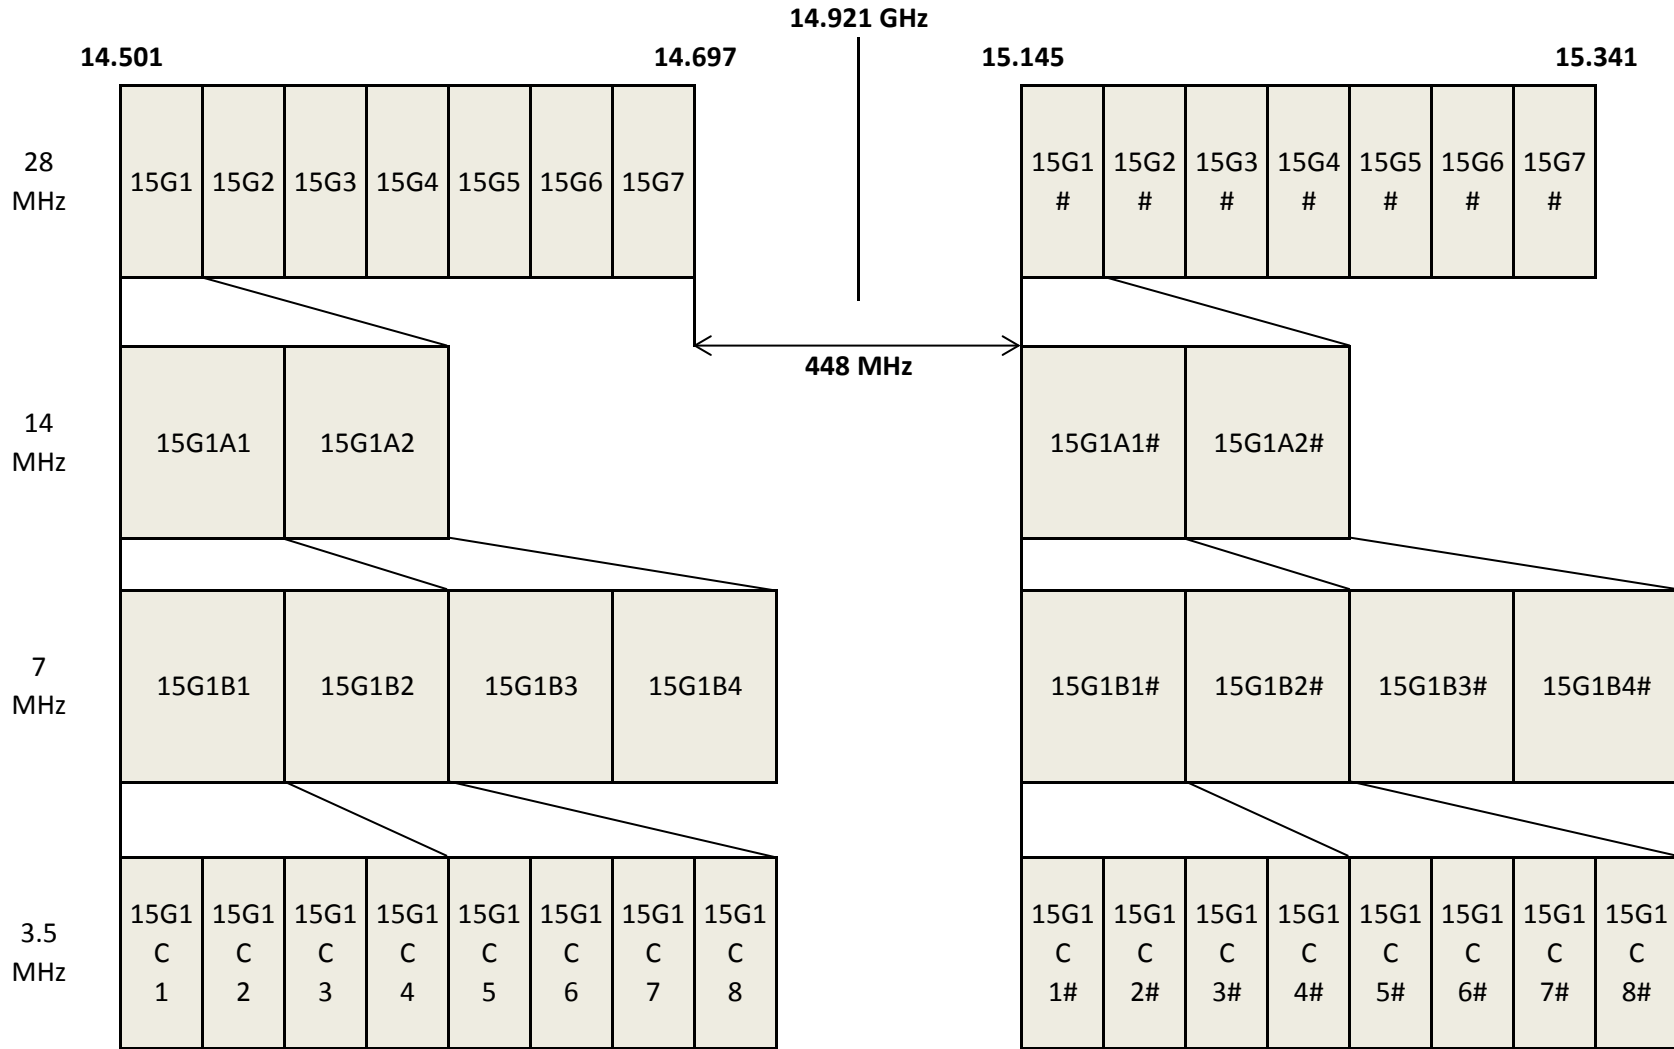 14.921 GHz
14.501
14.697
15.145
15.341
28
MHz
15G1
15G2
15G3
15G4
15G5
15G6
15G7
15G1
#
15G2
#
15G3
#
15G4
#
15G5
#
15G6
#
15G7
#
448 MHz
14
MHz
15G1A1
15G1A2
15G1A1#
15G1A2#
7
MHz
15G1B1
15G1B2
15G1B3
15G1B4
15G1B1#
15G1B2#
15G1B3#
15G1B4#
3.5
MHz
15G1
C
1
15G1
C
2
15G1
C
3
15G1
C
4
15G1
C
5
15G1
C
6
15G1
C
7
15G1
C
8
15G1
C
1#
15G1
C
2#
15G1
C
3#
15G1
C
4#
15G1
C
5#
15G1
C
6#
15G1
C
7#
15G1
C
8#